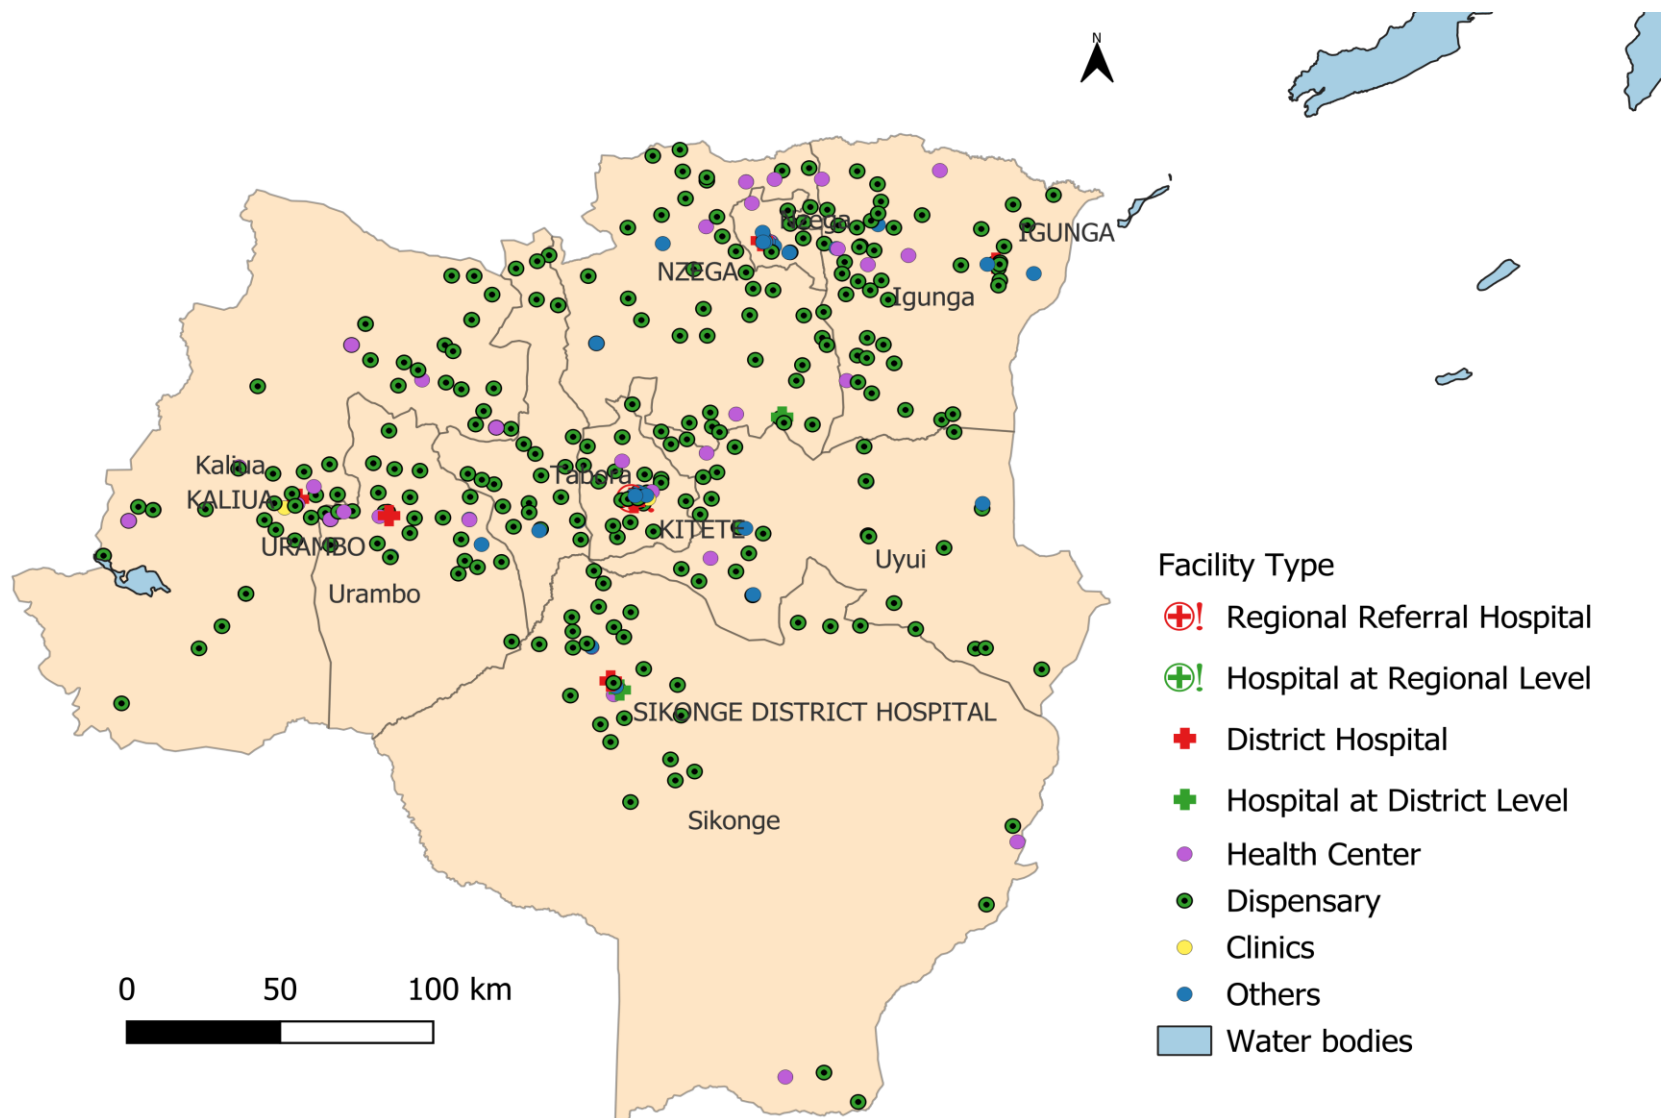 N
Nzega
IGUNGA
NZEGA
Igunga
Kaliua
Tabora
KALIUA
KITETE
URAMBO
Uyui
Urambo
SIKONGE DISTRICT HOSPITAL
Sikonge
0 50 100 km
Facility Type
Regional Referral Hospital
Hospital at Regional Level
District Hospital
Hospital at District Level
Health Center
Dispensary
Clinics
Others
Water bodies